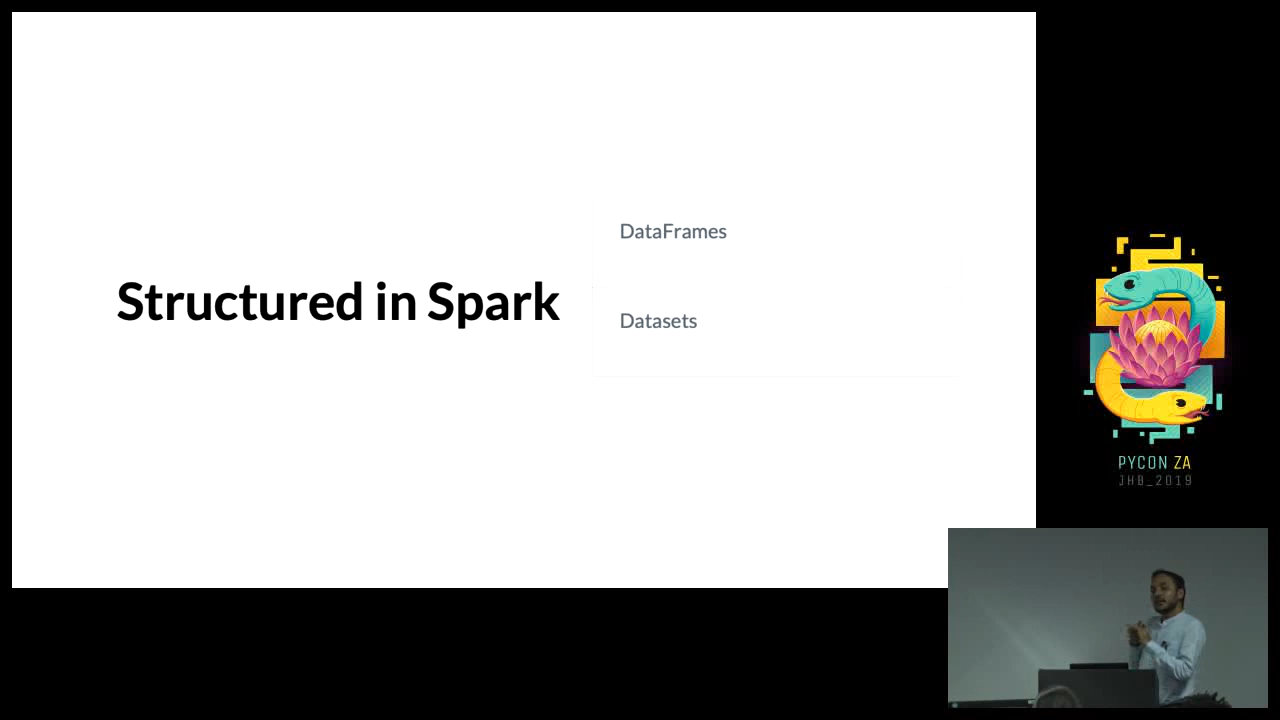 DataFrames
Structured in Spark
Datasets
PYCON ZA
JHB_2019